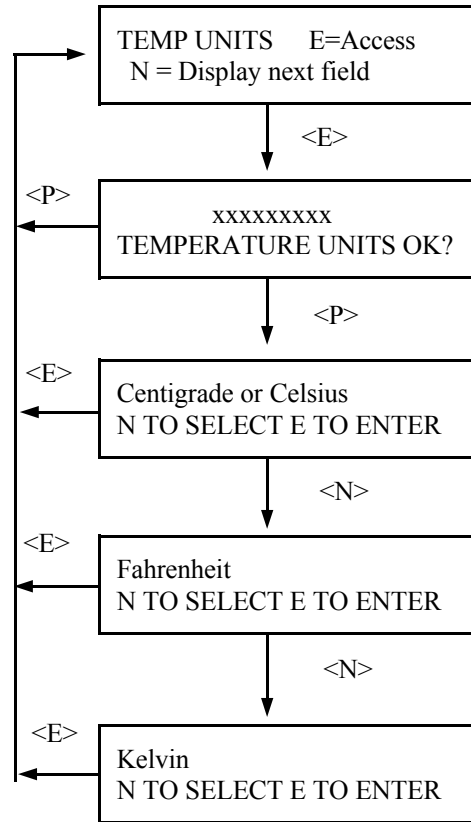 TEMP UNITS E=Access
N = Display next field
<E>
<P>
xxxxxxxxx
TEMPERATURE UNITS OK?
<P>
<E>
Centigrade or Celsius
N TO SELECT E TO ENTER
<N>
<E>
Fahrenheit
N TO SELECT E TO ENTER
<N>
<E>
Kelvin
N TO SELECT E TO ENTER